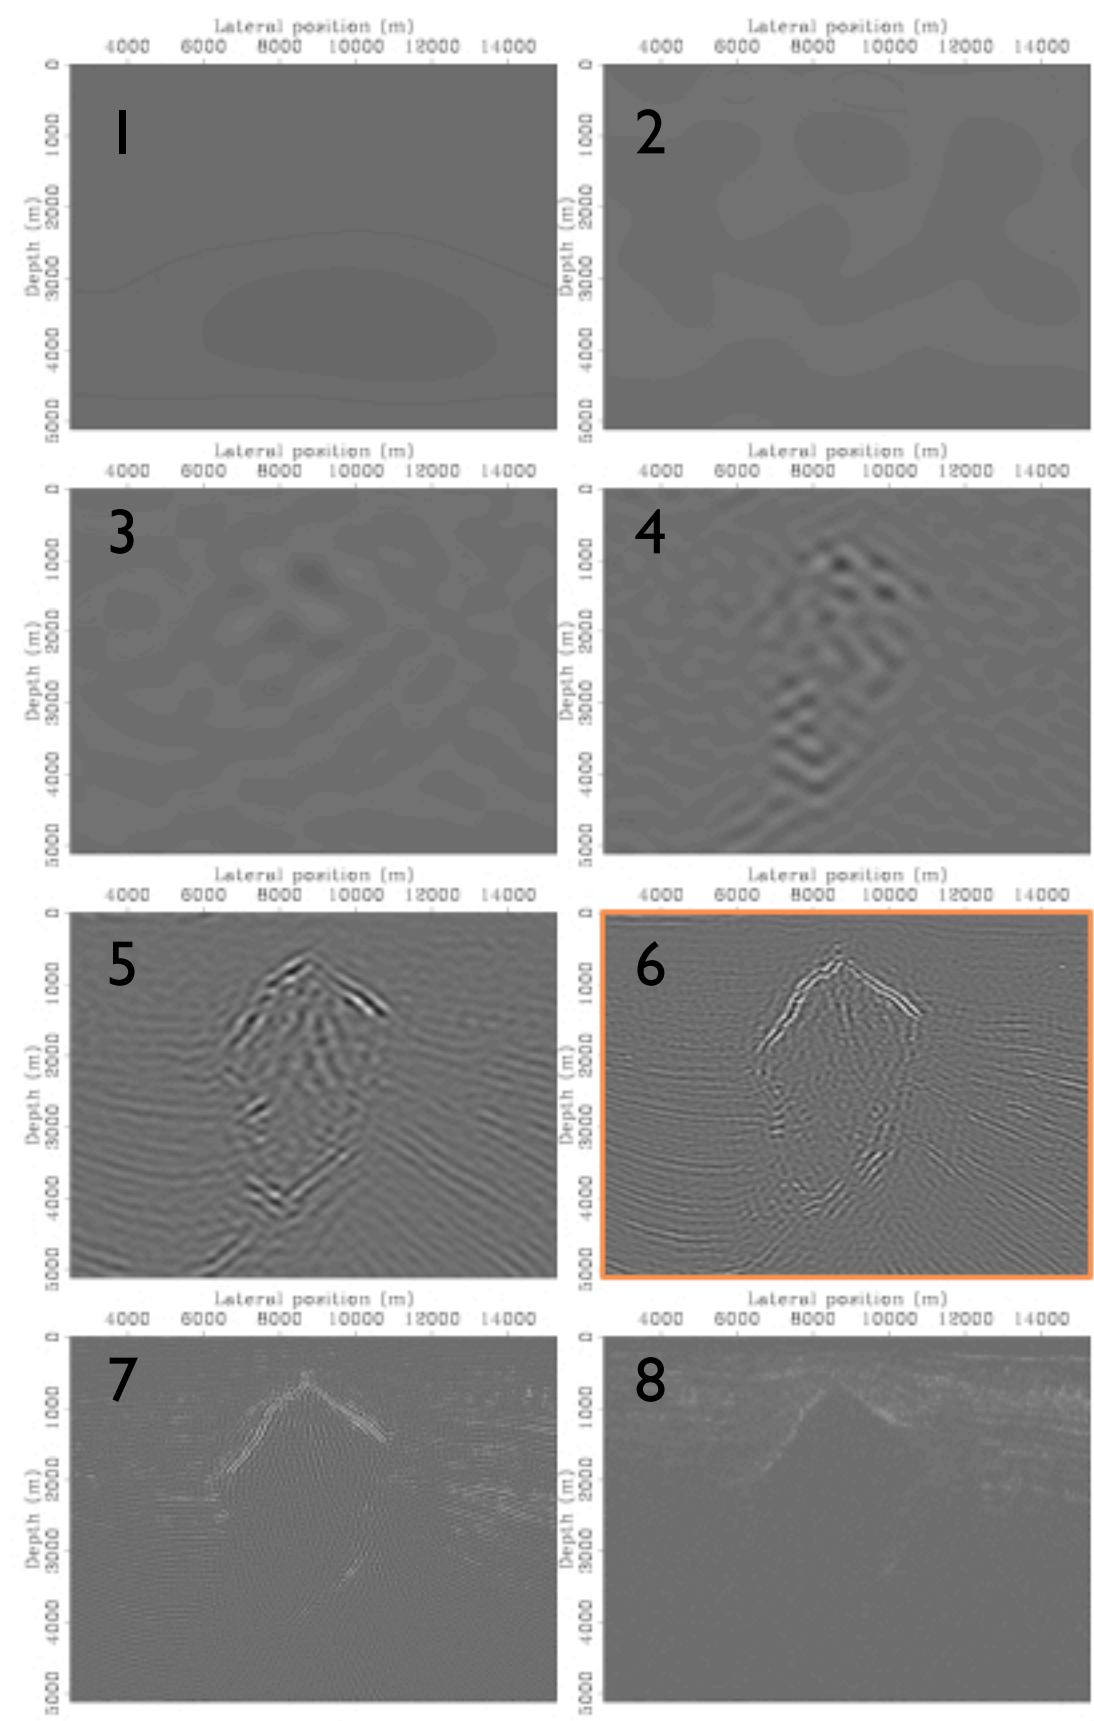 Lateral position (m) Lateral position (m)
4000 6000 8000 10000 12000 14000 4000 6000 8000 10000 12000 14000
1 2
Depth (m) 0 1000 2000 3000 4000 5000 Depth (m) 0 1000 2000 3000 4000 5000
Lateral position (m) Lateral position (m)
4000 6000 8000 10000 12000 14000 4000 6000 8000 10000 12000 14000
3 4
Depth (m) 0 1000 2000 3000 4000 5000 Depth (m) 0 1000 2000 3000 4000 5000
Lateral position (m) Lateral position (m)
4000 6000 8000 10000 12000 14000 4000 6000 8000 10000 12000 14000
5 6
Depth (m) 0 1000 2000 3000 4000 5000 Depth (m) 0 1000 2000 3000 4000 5000
Lateral position (m) Lateral position (m)
4000 6000 8000 10000 12000 14000 4000 6000 8000 10000 12000 14000
7 8
Depth (m) 0 1000 2000 3000 4000 5000 Depth (m) 0 1000 2000 3000 4000 5000